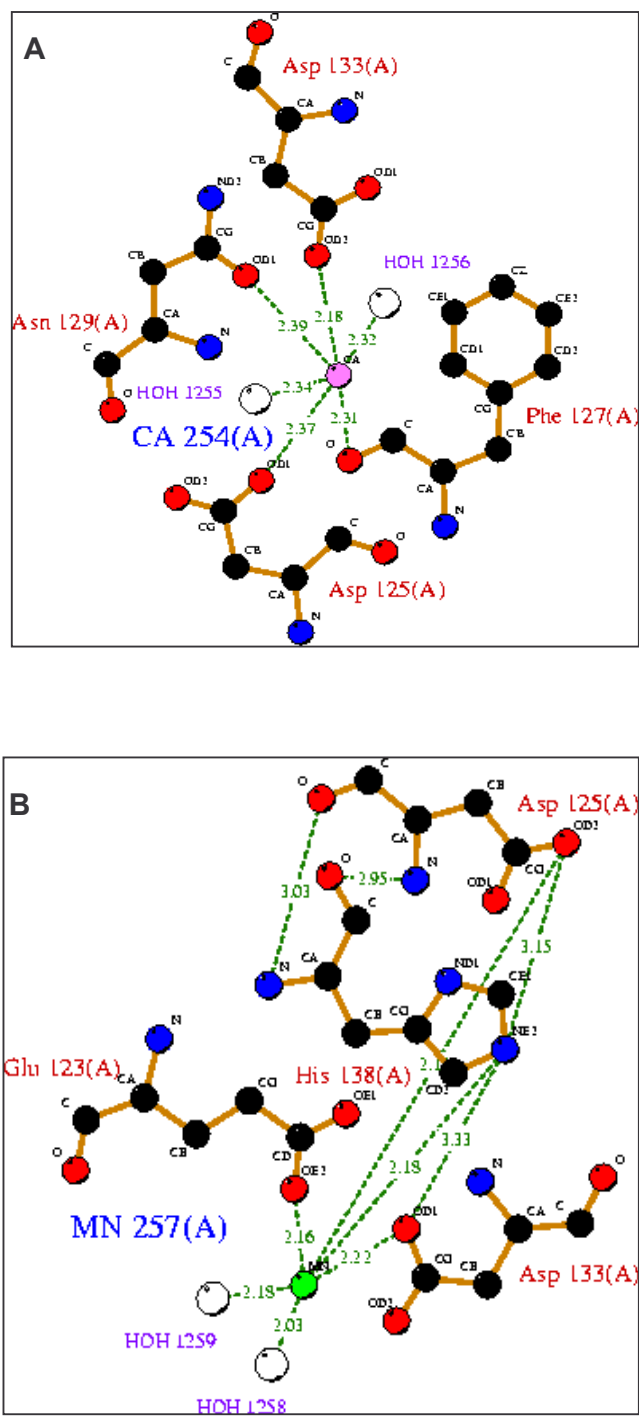 A
O
C
Asp 133(A)
CA
N
CB
ND2
OD1
CG
CG
OD2
CB
OD1
HOH 1256
CZ
CE1
CE2
Asn 129(A)
CA
2.39
2.18
N
2.32
CD1
CD2
C
CA
HOH 1255
2.34
CG
O
CA 254(A)
2.37
2.31
Phe 127(A)
O
C
CB
OD1
OD2
CA
CG
N
C
O
CB
CA
Asp 125(A)
N
B
C
O
CB
Asp 125(A)
CA
OD2
O
N
CG
2.95
OD1
3.03
C
3.15
N
CA
ND1
CE1
N
CB
CG
NE2
Glu 123(A)
His 138(A)
CA
CG
OE1
CD2
2.1
C
3.33
CB
CD
2.18
O
OE2
N
O
MN 257(A)
OD1
CA
C
2.16
MN
2.22
CG
CB
Asp 133(A)
2.18
OD2
2.03
HOH 1259
HOH 1258